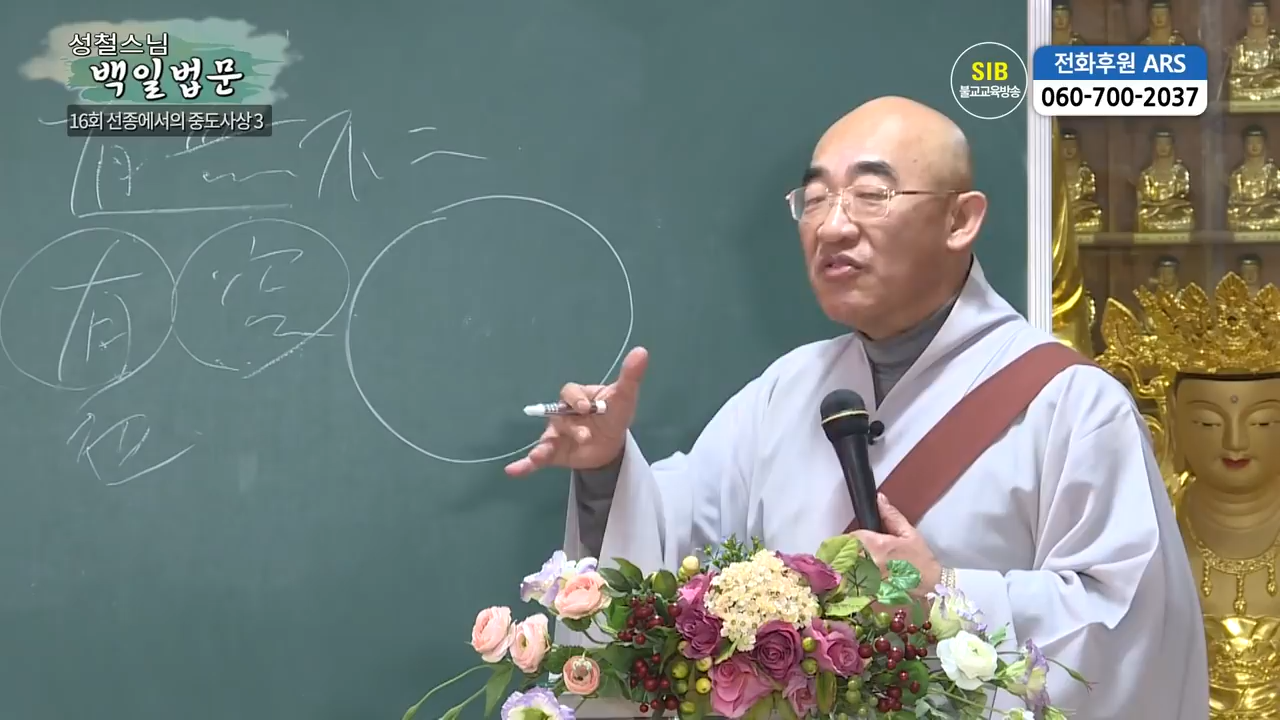 성철스님
백일법문
16회 선종에서의 중도사상 3
SIB
불교교육방송
전화후원 ARS
060-700-2037
有無不二
有 空